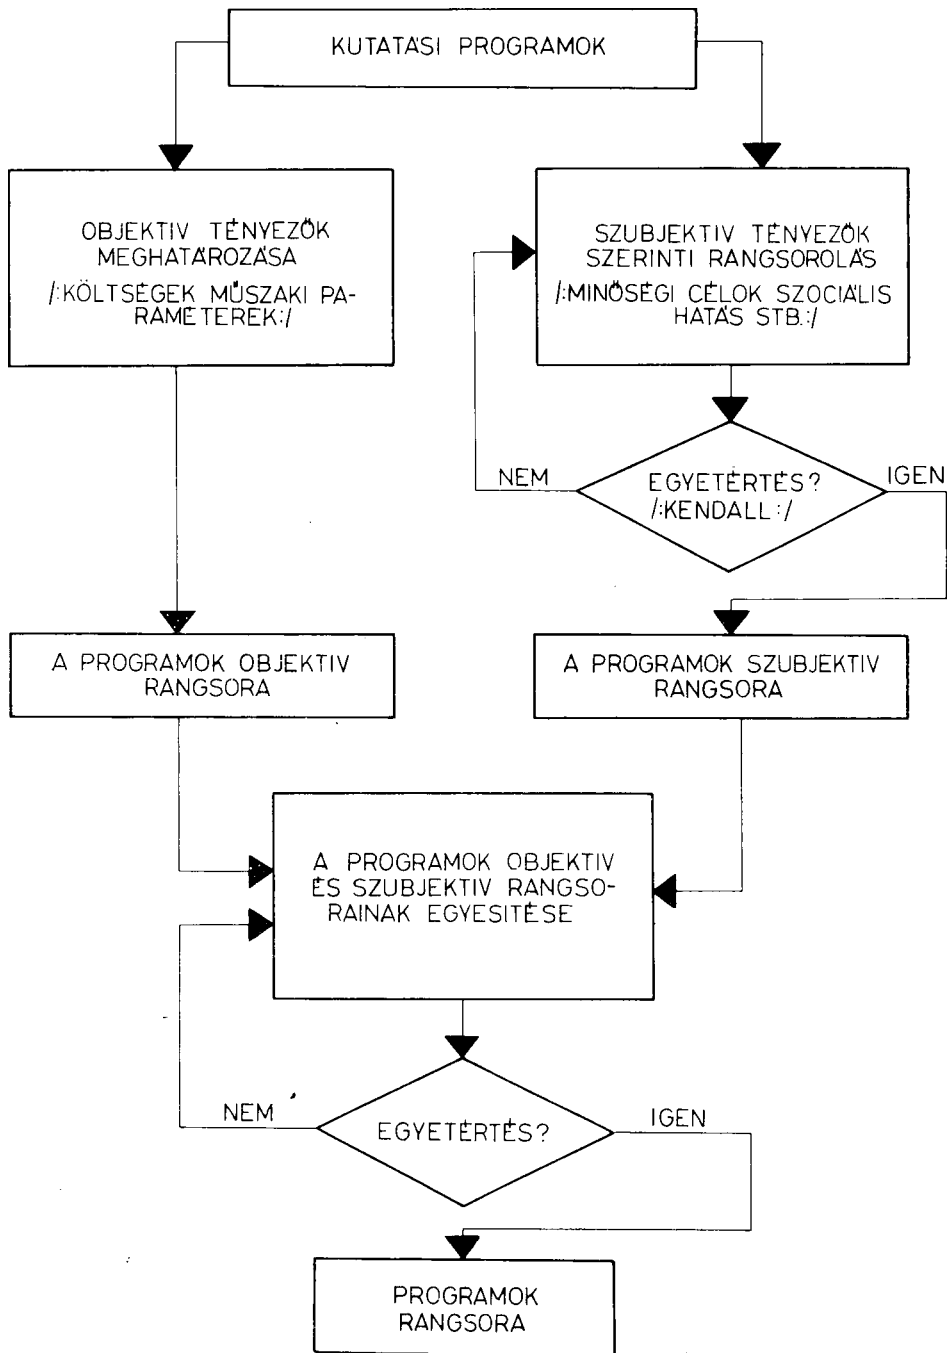 KUTATÁSI PROGRAMOK
OBJEKTIV TÉNYEZŐK
MEGHATÁROZÁSA
/:KÖLTSÉGEK MŰSZAKI PA-
RAMÉTEREK:/
SZUBJEKTIV TÉNYEZŐK
SZERINTI RANGSOROLÁS
/:MINŐSÉGI CÉLOK SZOCIÁLIS
HATÁS STB.:/
NEM
EGYETÉRTÉS?
/:KENDALL:/
IGEN
A PROGRAMOK OBJEKTIV
RANGSORA
A PROGRAMOK SZUBJEKTIV
RANGSORA
A PROGRAMOK OBJEKTIV
ÉS SZUBJEKTIV RANGSO-
RAINAK EGYESITÉSE
NEM
EGYETÉRTÉS?
IGEN
PROGRAMOK
RANGSORA